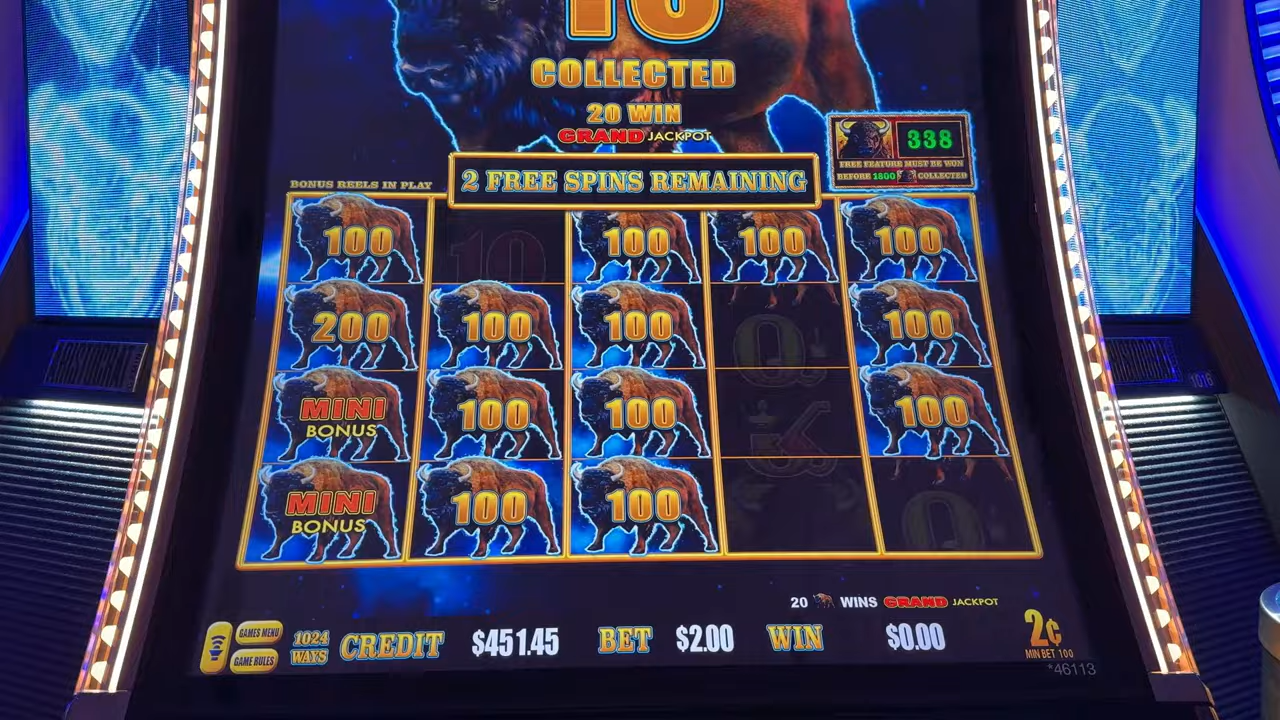 COLLECTED
20 WIN
GRAND JACKPOT
338
FREE FEATURE MUST BE WON
BEFORE 1800 COLLECTED
BONUS REELS IN PLAY
2 FREE SPINS REMAINING
100 10 100 100 100
200 100 100 Q 100
MINI BONUS 100 100 100
MINI BONUS 100 100 Q
20 WINS GRAND JACKPOT
GAMES MENU
GAME RULES
1024 WAYS
CREDIT $451.45 BET $2.00 WIN $0.00
2¢
MIN BET 100
*46113